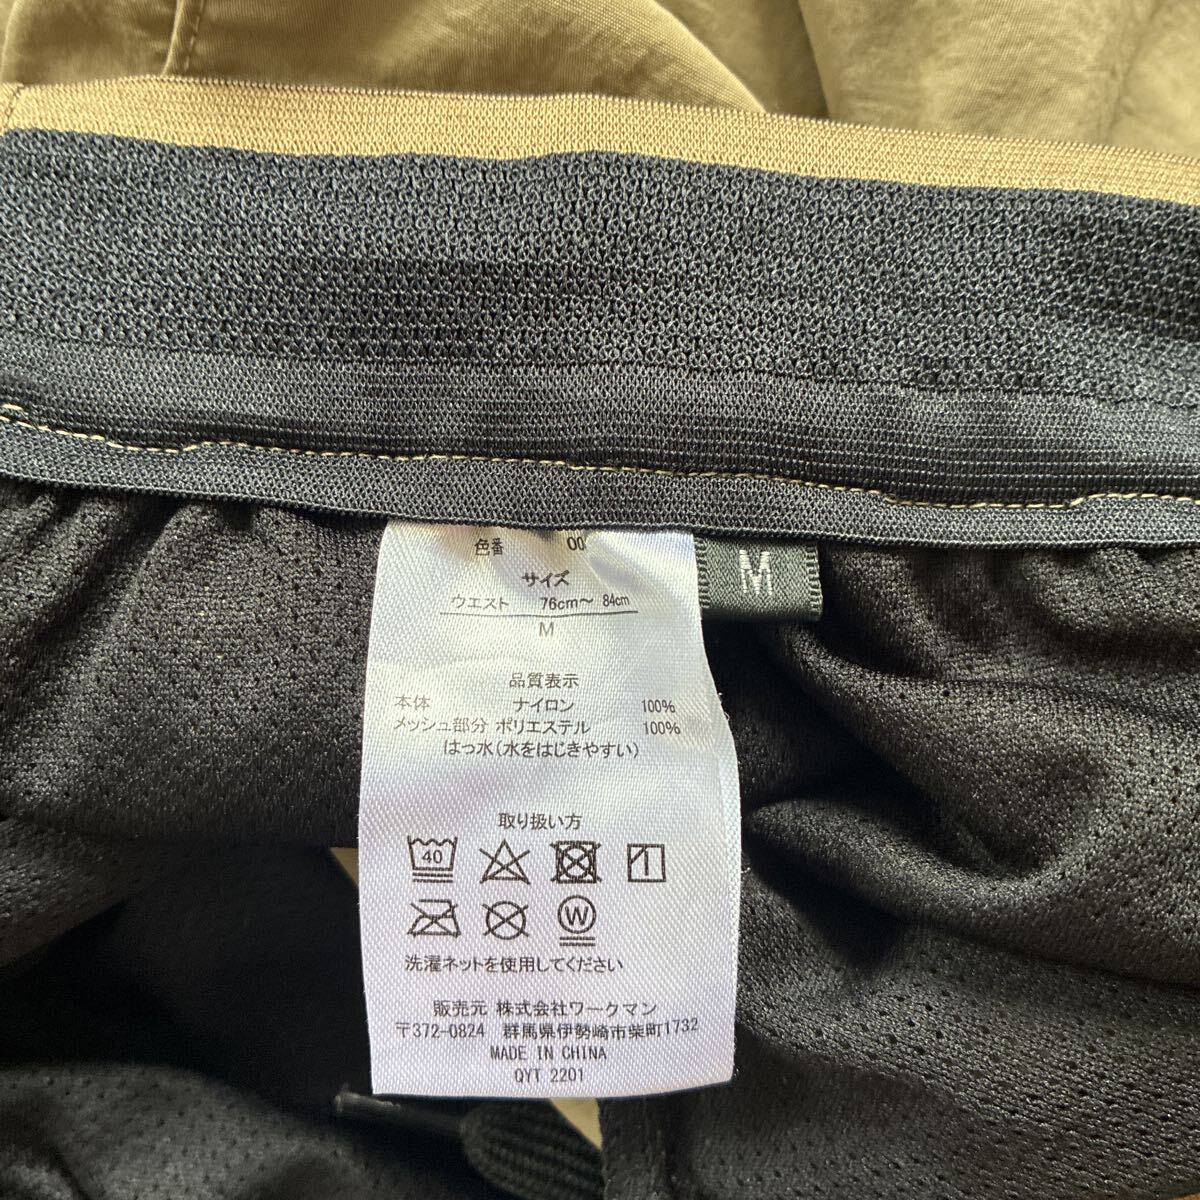 色番 00
サイズ
ウエスト 76cm〜 84cm
M
M
品質表示
本体 ナイロン 100%
メッシュ部分 ポリエステル 100%
はっ水(水をはじきやすい)
取り扱い方
40
W
洗濯ネットを使用してください
販売元 株式会社ワークマン
〒372-0824 群馬県伊勢崎市柴町1732
MADE IN CHINA
QYT 2201